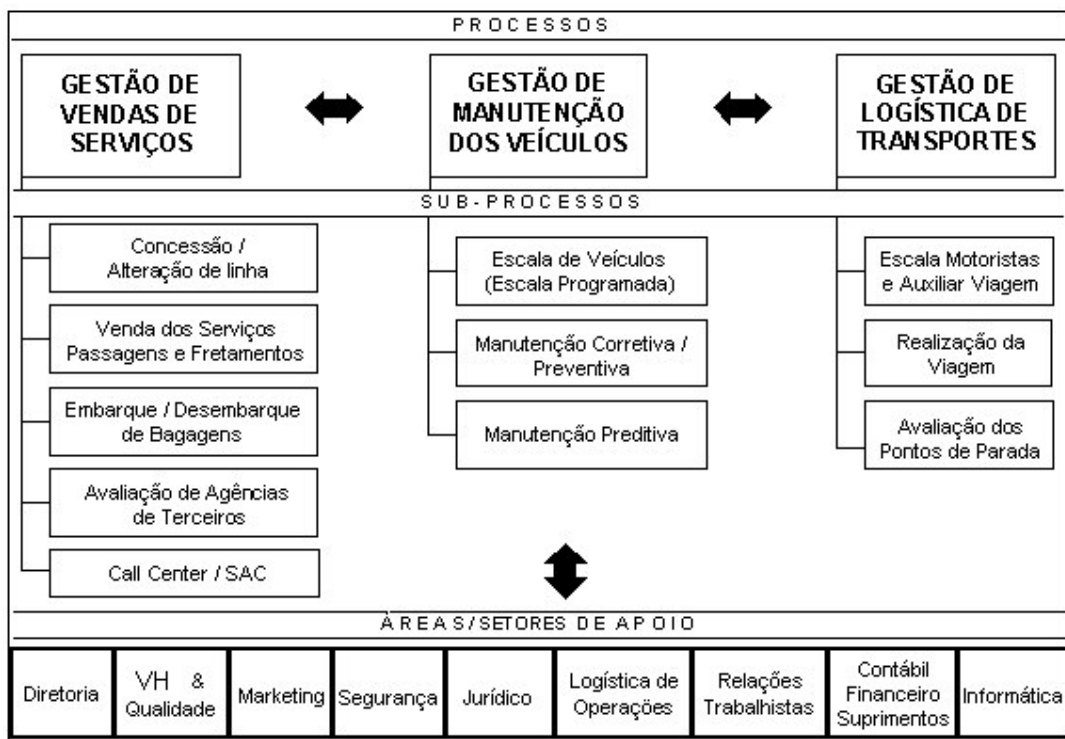 PROCESSOS
GESTÃO DE
VENDAS DE
SERVIÇOS
GESTÃO DE
MANUTENÇÃO
DOS VEÍCULOS
GESTÃO DE
LOGÍSTICA DE
TRANSPORTES
SUB-PROCESSOS
Concessão /
Alteração de linha
Venda dos Serviços
Passagens e Fretamentos
Embarque / Desembarque
de Bagagens
Avaliação de Agências
de Terceiros
Call Center / SAC
Escala de Veículos
(Escala Programada)
Manutenção Corretiva /
Preventiva
Manutenção Preditiva
Escala Motoristas
e Auxiliar Viagem
Realização da
Viagem
Avaliação dos
Pontos de Parada
ÁREAS/SETORES DE APOIO
Diretoria
VH &
Qualidade
Marketing
Segurança
Jurídico
Logística de
Operações
Relações
Trabalhistas
Contábil
Financeiro
Suprimentos
Informática